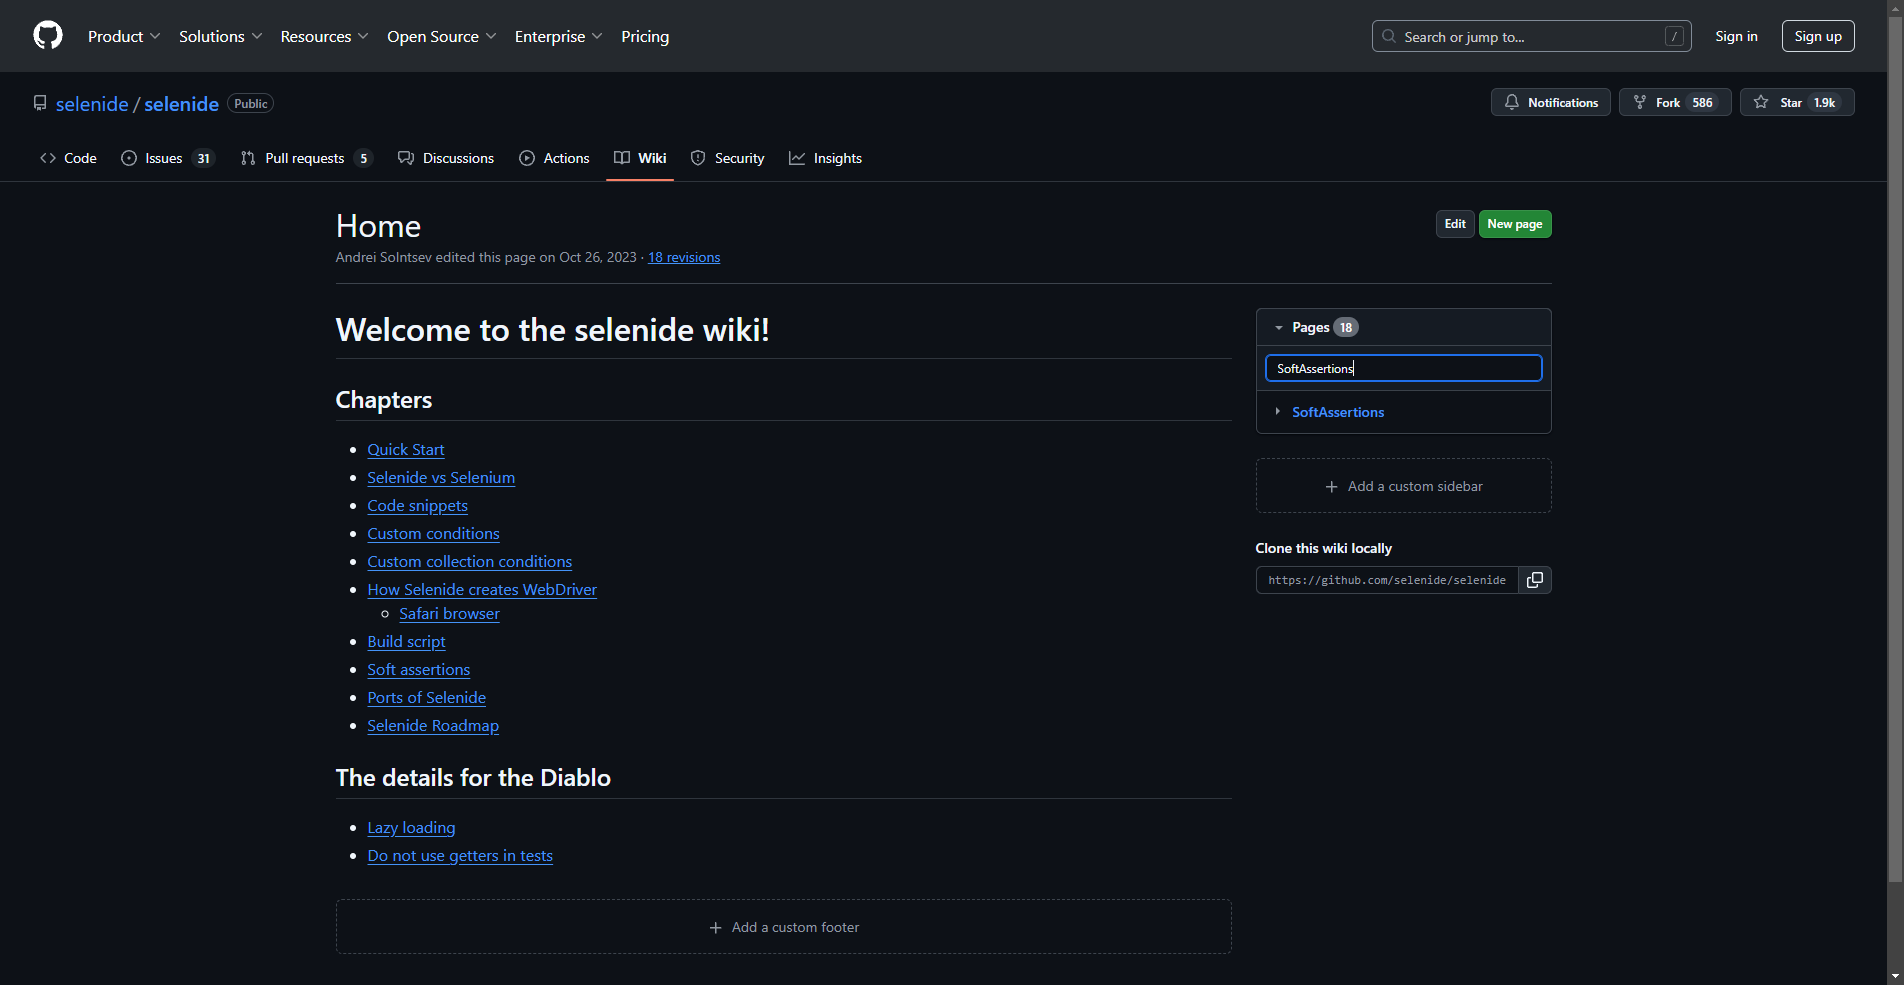 Product Solutions Resources Open Source Enterprise Pricing Search or jump to... / Sign in Sign up
selenide / selenide Public Notifications Fork 586 Star 1.9k
Code Issues 31 Pull requests 5 Discussions Actions Wiki Security Insights
Home
Edit New page
Andrei Solntsev edited this page on Oct 26, 2023 · 18 revisions
Welcome to the selenide wiki!
Chapters
Quick Start
Selenide vs Selenium
Code snippets
Custom conditions
Custom collection conditions
How Selenide creates WebDriver
Safari browser
Build script
Soft assertions
Ports of Selenide
Selenide Roadmap
The details for the Diablo
Lazy loading
Do not use getters in tests
Add a custom footer
Pages 18
SoftAssertions
SoftAssertions
Add a custom sidebar
Clone this wiki locally
https://github.com/selenide/selenide